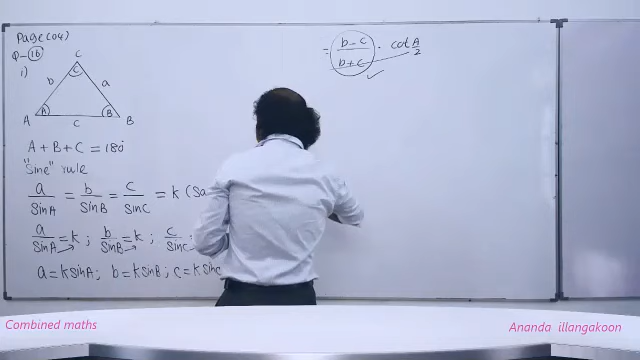 Page(04)
Q-(16)
i)
C
C
b
a
A
B
A
c
B
A + B + C = 180°
"Sine" rule
a/SinA = b/SinB = c/SinC = k (Sa
a/SinA = k ; b/SinB = k ; c/SinC
a = k SinA ; b = k SinB ; c = k Sinc
= b-c/b+c . cot A/2
Combined maths
Ananda illangakoon